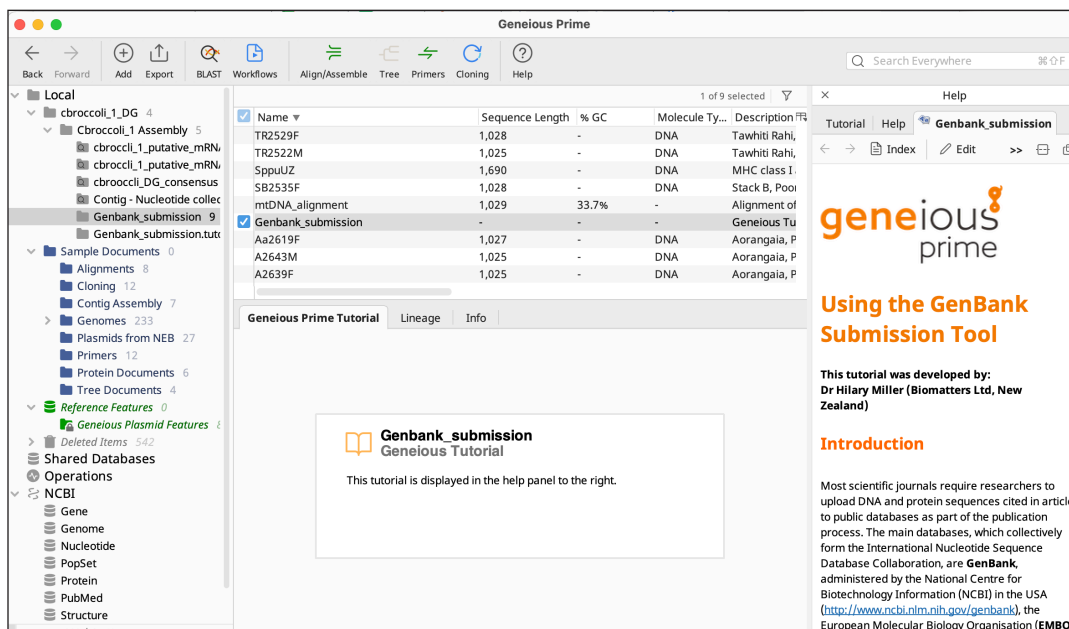 Geneious Prime
Back Forward Add Export BLAST Workflows Align/Assemble Tree Primers Cloning Help
Search Everywhere ⌘⇧F
Local
cbroccoli_1_DG 4
Cbroccoli_1 Assembly 5
cbroccoli_1_putative_mRN
cbroccoli_1_putative_mRN
cbrooccli_DG_consensus
Contig - Nucleotide collec
Genbank_submission 9
Genbank_submission.tuto
Sample Documents 0
Alignments 8
Cloning 12
Contig Assembly 7
Genomes 233
Plasmids from NEB 27
Primers 12
Protein Documents 6
Tree Documents 4
Reference Features 0
Geneious Plasmid Features
Deleted Items 542
Shared Databases
Operations
NCBI
Gene
Genome
Nucleotide
PopSet
Protein
PubMed
Structure
1 of 9 selected
Name ▼ Sequence Length % GC Molecule Ty... Description
TR2529F 1,028 - DNA Tawhiti Rahi,
TR2522M 1,025 - DNA Tawhiti Rahi,
SppuUZ 1,690 - DNA MHC class I
SB2535F 1,028 - DNA Stack B, Poor
mtDNA_alignment 1,029 33.7% - Alignment of
Genbank_submission - - - Geneious Tu
Aa2619F 1,027 - DNA Aorangaia, P
A2643M 1,025 - DNA Aorangaia, P
A2639F 1,025 - DNA Aorangaia, P
Geneious Prime Tutorial Lineage Info
Genbank_submission
Geneious Tutorial
This tutorial is displayed in the help panel to the right.
Help
Tutorial Help Genbank_submission
Index Edit >>
geneious
prime
Using the GenBank
Submission Tool
This tutorial was developed by:
Dr Hilary Miller (Biomatters Ltd, New
Zealand)
Introduction
Most scientific journals require researchers to
upload DNA and protein sequences cited in article
to public databases as part of the publication
process. The main databases, which collectively
form the International Nucleotide Sequence
Database Collaboration, are GenBank,
administered by the National Centre for
Biotechnology Information (NCBI) in the USA
(http://www.ncbi.nlm.nih.gov/genbank), the
European Molecular Biology Organisation (EMBO